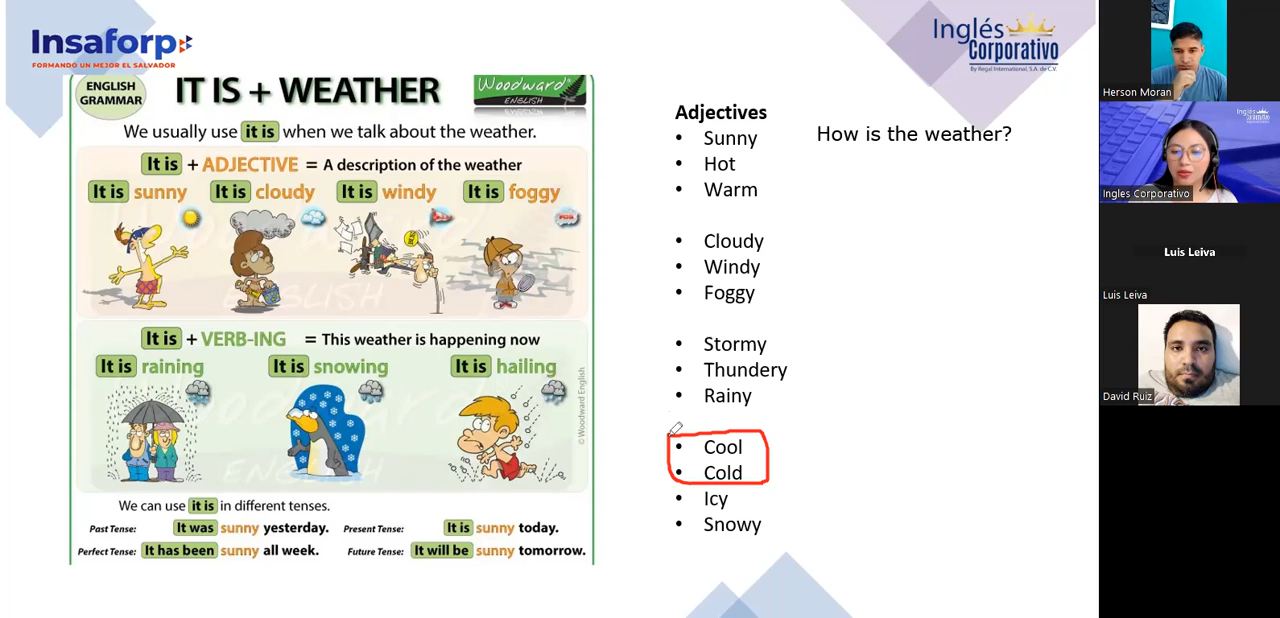 Insaforp
FORMANDO UN MEJOR EL SALVADOR
Inglés
Corporativo
By Regal International, S.A. de C.V.
ENGLISH
GRAMMAR
IT IS + WEATHER
Woodward®
ENGLISH
We usually use it is when we talk about the weather.
It is + ADJECTIVE = A description of the weather
It is sunny It is cloudy It is windy It is foggy
FOG
ENGLISH
It is + VERB-ING = This weather is happening now
It is raining It is snowing It is hailing
ENGLISH
© Woodward English
We can use it is in different tenses.
Past Tense: It was sunny yesterday. Present Tense: It is sunny today.
Perfect Tense: It has been sunny all week. Future Tense: It will be sunny tomorrow.
Adjectives
• Sunny
• Hot
• Warm
• Cloudy
• Windy
• Foggy
• Stormy
• Thundery
• Rainy
• Cool
• Cold
• Icy
• Snowy
How is the weather?
Herson Moran
Inglés Corporativo
Ingles Corporativo
Luis Leiva
Luis Leiva
David Ruiz